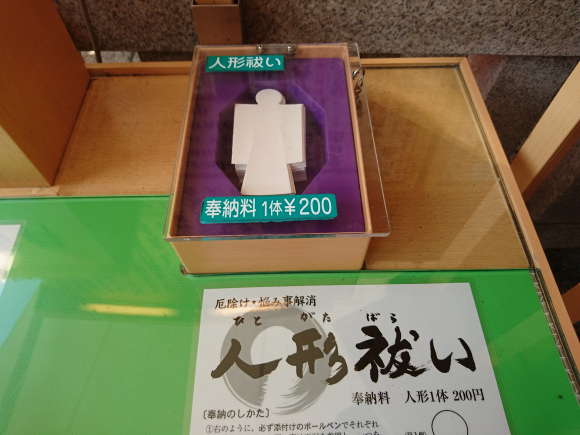 人形祓い
奉納料 1体￥200
厄除け・悩み事解消
ひとがたばら
人形祓い
奉納料 人形1体 200円
〔奉納のしかた〕
①右のように、必ず添付けのボールペンでそれぞれ